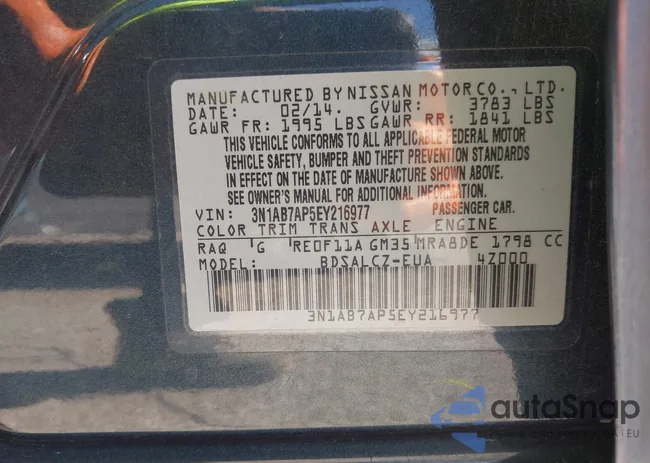 MANUFACTURED BY NISSAN MOTOR CO., LTD.
DATE: 02/14. GVWR: 3783 LBS
GAWR FR: 1995 LBS GAWR RR: 1841 LBS
THIS VEHICLE CONFORMS TO ALL APPLICABLE FEDERAL MOTOR
VEHICLE SAFETY, BUMPER AND THEFT PREVENTION STANDARDS
IN EFFECT ON THE DATE OF MANUFACTURE SHOWN ABOVE.
SEE OWNER'S MANUAL FOR ADDITIONAL INFORMATION.
VIN: 3N1AB7AP5EY216977 PASSENGER CAR.
COLOR TRIM TRANS AXLE ENGINE
RAQ G RE0F11A GM35 MRA8DE 1798 CC
MODEL: BDSALCZ-EUA 4Z000
3N1AB7AP5EY216977
autoSnap
EU